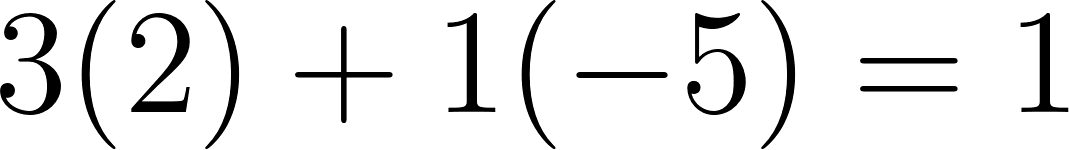 3(2) + 1(−5) = 1